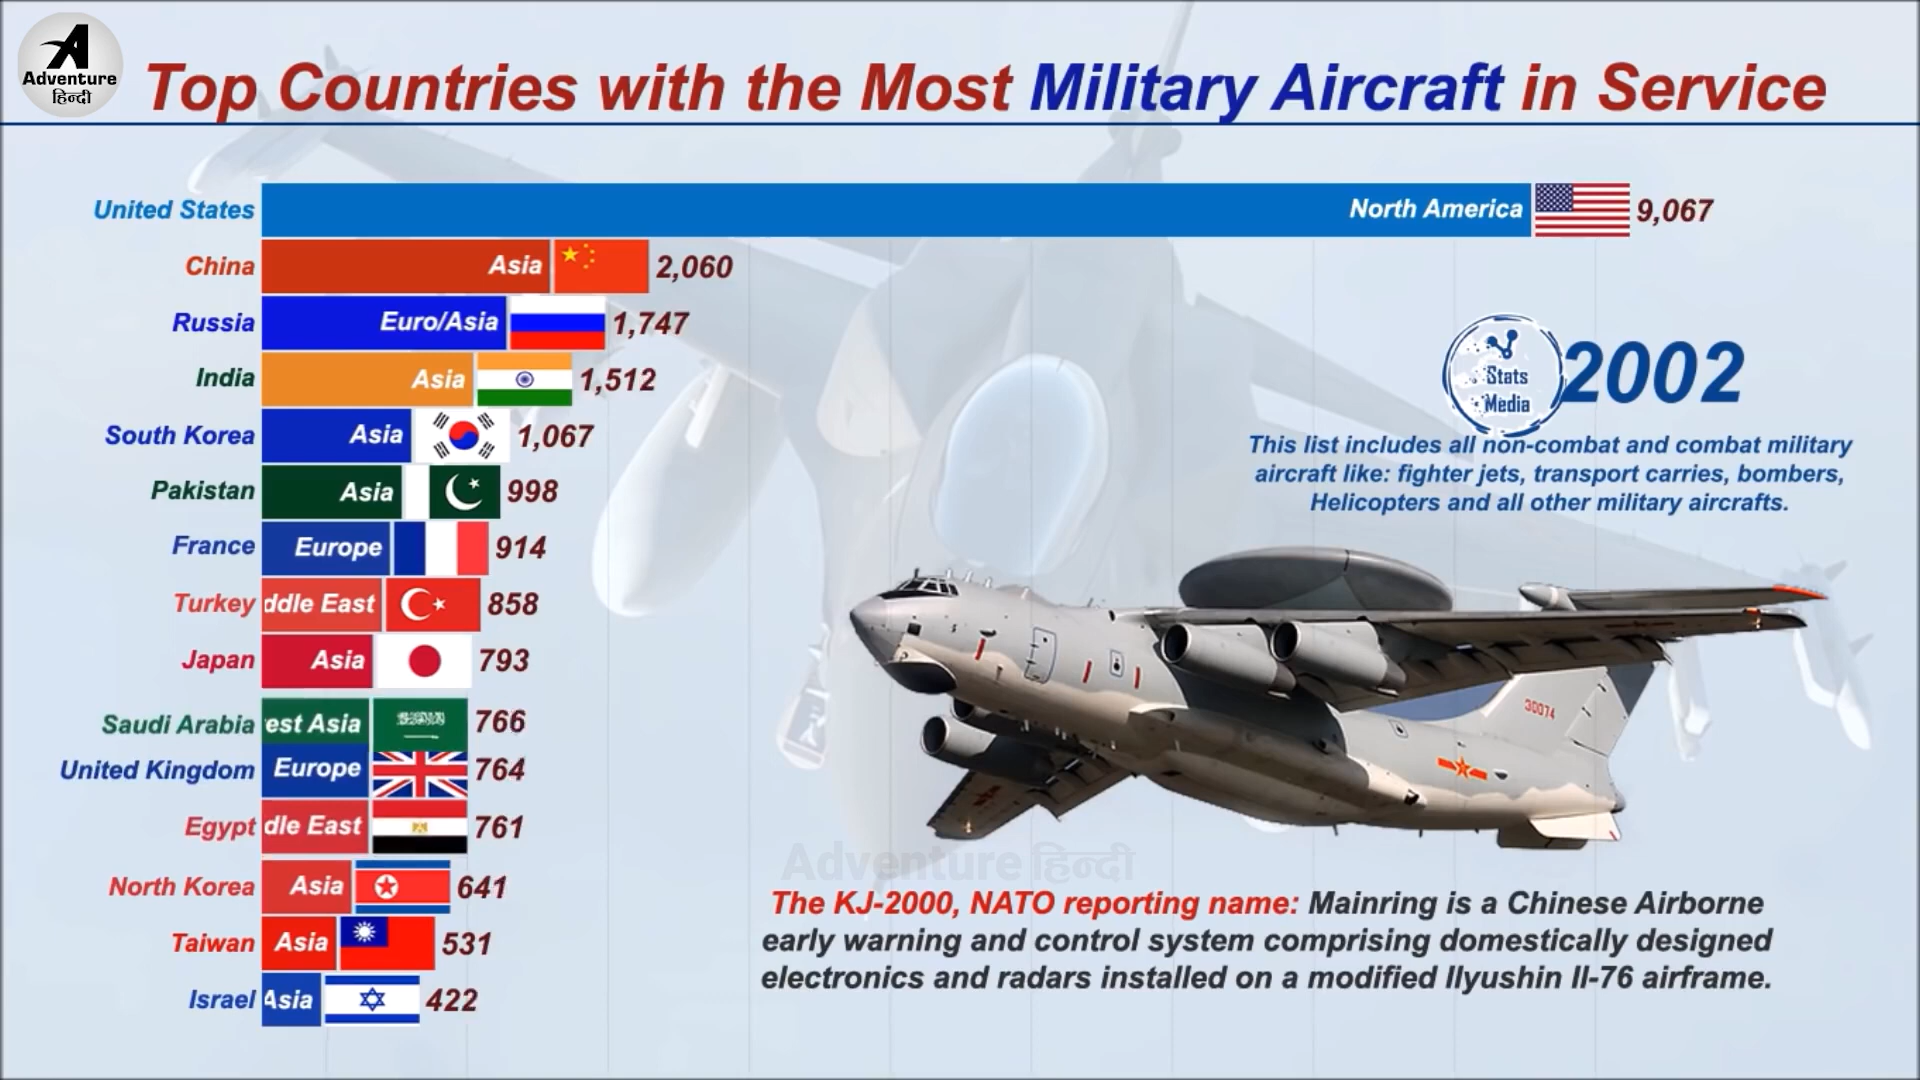 Adventure
हिन्दी
Top Countries with the Most Military Aircraft in Service
United States North America 9,067
China Asia 2,060
Russia Euro/Asia 1,747
India Asia 1,512
South Korea Asia 1,067
Pakistan Asia 998
France Europe 914
Turkey ddle East 858
Japan Asia 793
Saudi Arabia est Asia 766
United Kingdom Europe 764
Egypt dle East 761
North Korea Asia 641
Taiwan Asia 531
Israel Asia 422
Stats
Media
2002
This list includes all non-combat and combat military
aircraft like: fighter jets, transport carries, bombers,
Helicopters and all other military aircrafts.
30074
Adventure हिन्दी
The KJ-2000, NATO reporting name: Mainring is a Chinese Airborne
early warning and control system comprising domestically designed
electronics and radars installed on a modified Ilyushin Il-76 airframe.